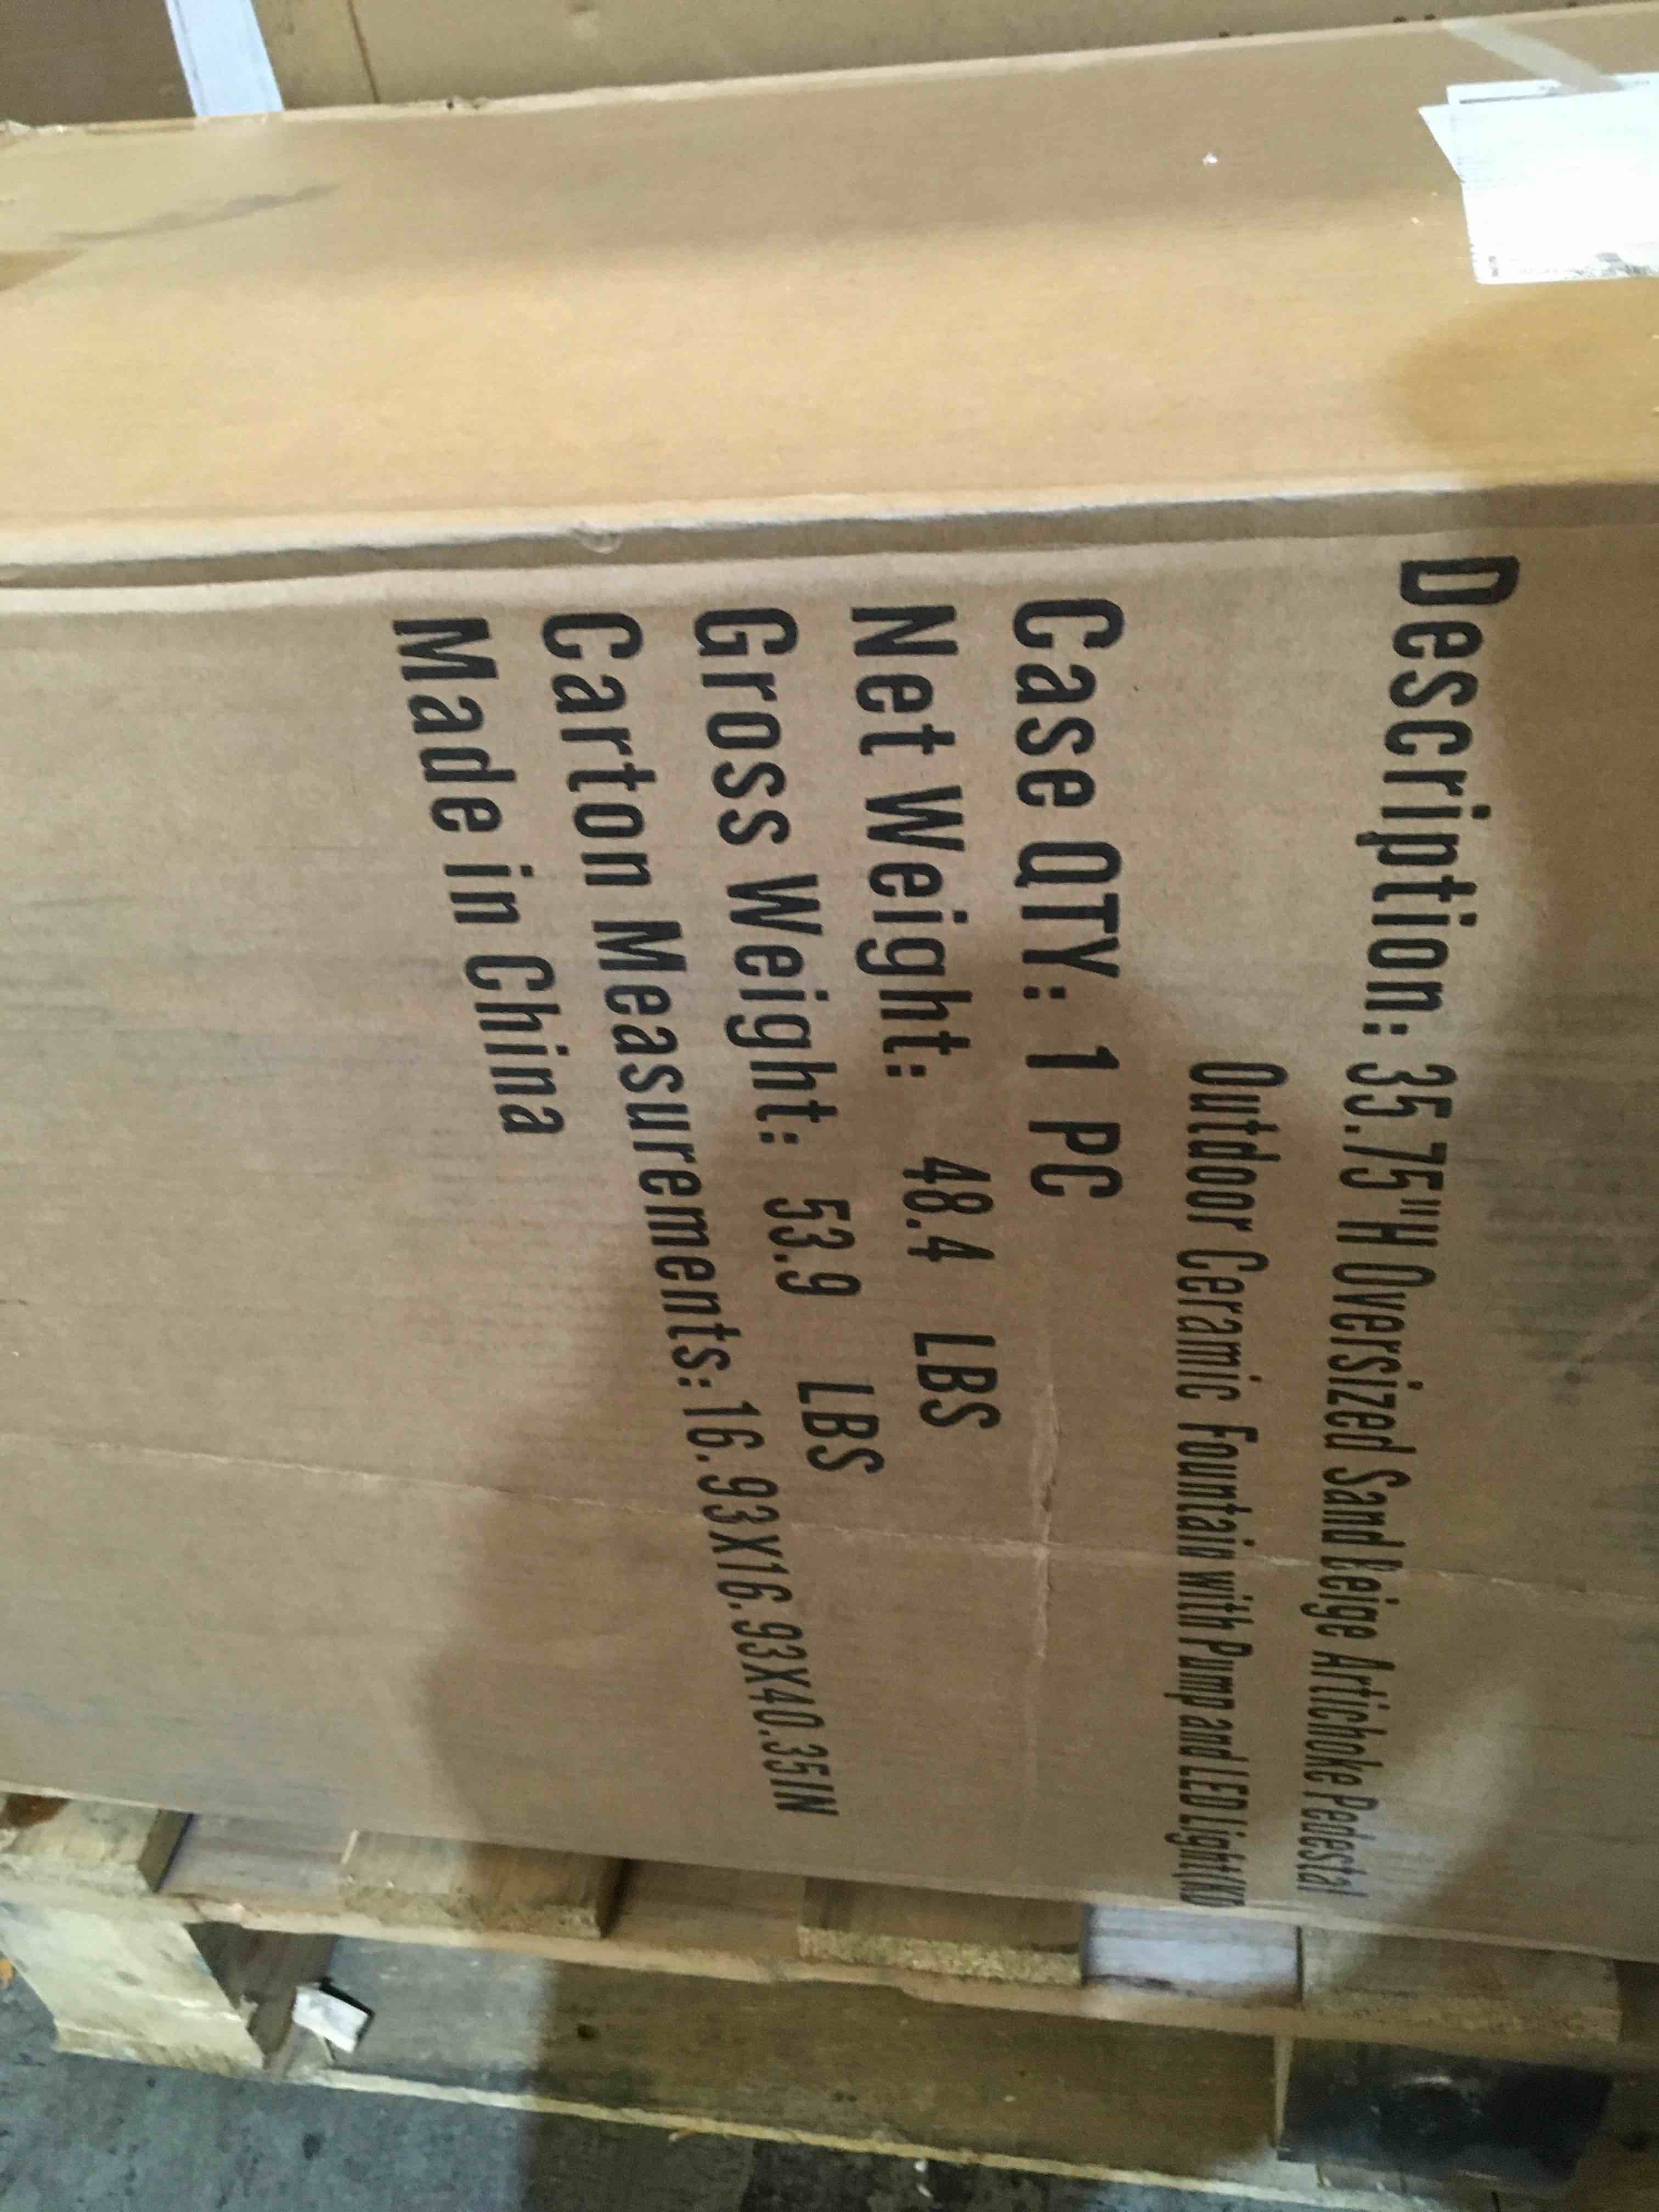 Description: 35.75"H Oversized Sand Beige Artichoke Pedestal
Outdoor Ceramic Fountain with Pump and LED Light(KD
Case QTY: 1 PC
Net Weight: 48.4 LBS
Gross Weight: 53.9 LBS
Carton Measurements: 16.93X16.93X40.35IN
Made in China